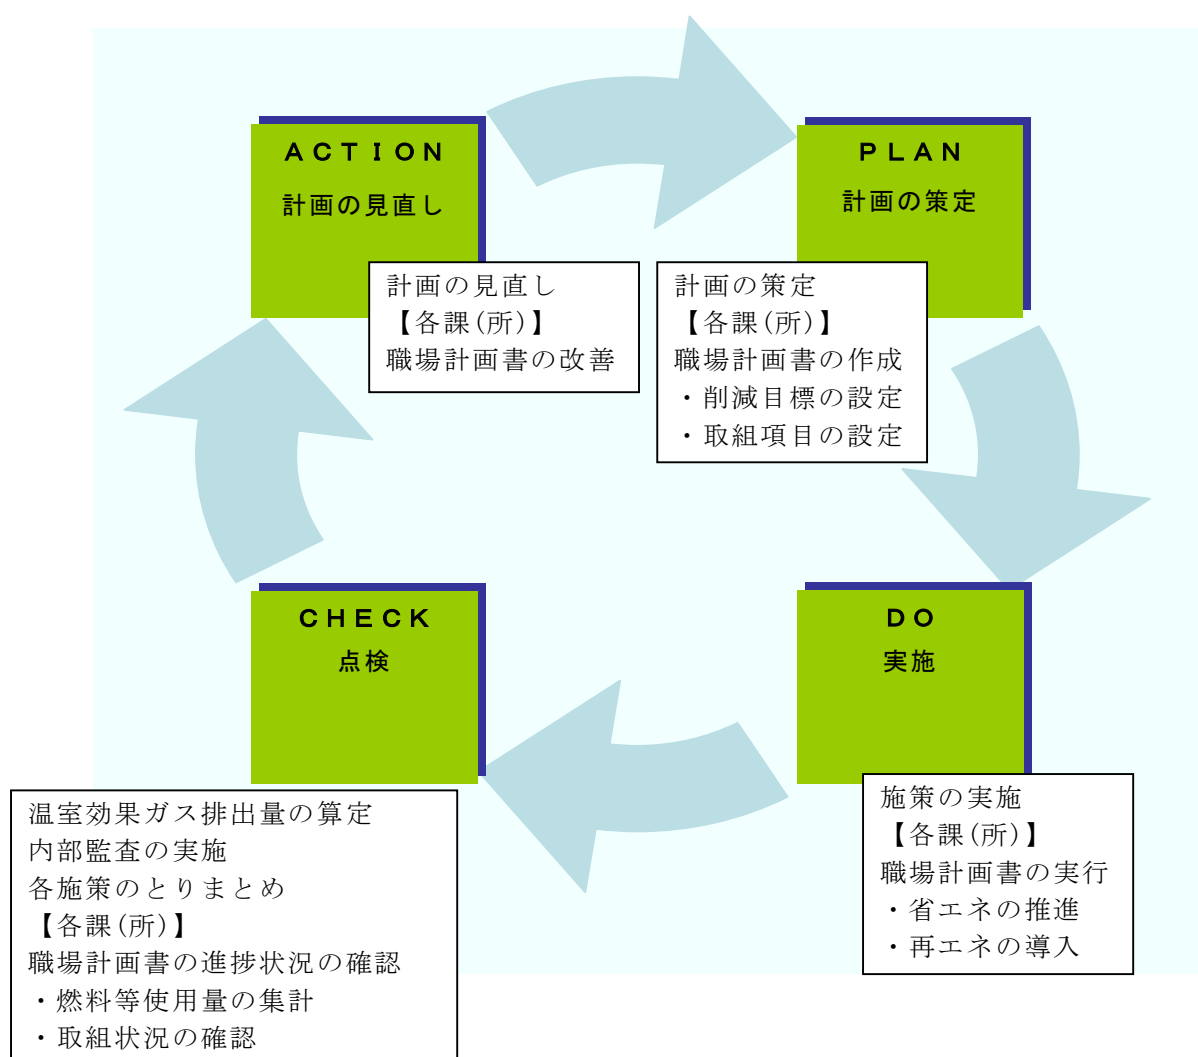 ＡＣＴＩＯＮ
計画の見直し
計画の見直し
【各課(所)】
職場計画書の改善
ＰＬＡＮ
計画の策定
計画の策定
【各課(所)】
職場計画書の作成
・削減目標の設定
・取組項目の設定
ＣＨＥＣＫ
点検
温室効果ガス排出量の算定
内部監査の実施
各施策のとりまとめ
【各課(所)】
職場計画書の進捗状況の確認
・燃料等使用量の集計
・取組状況の確認
ＤＯ
実施
施策の実施
【各課(所)】
職場計画書の実行
・省エネの推進
・再エネの導入